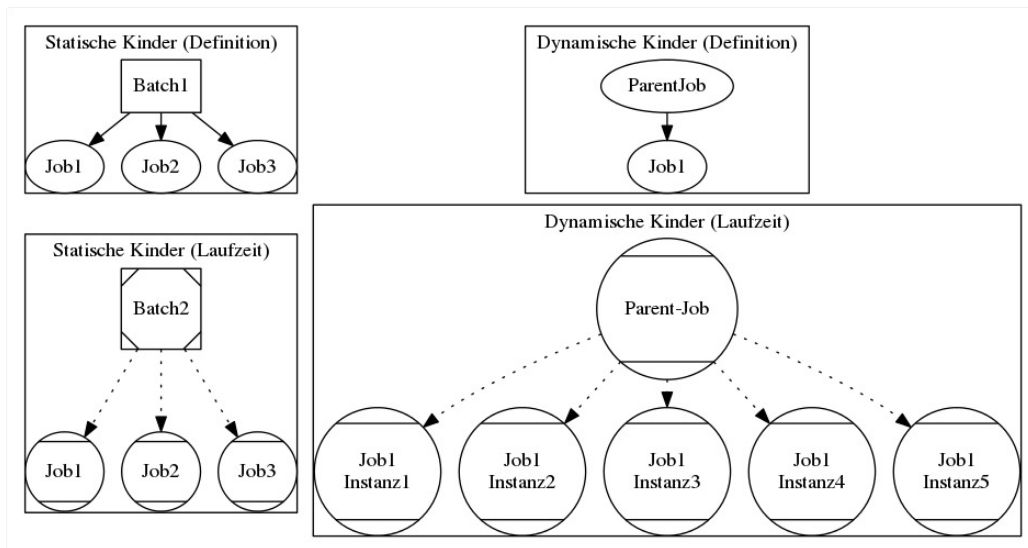 Statische Kinder (Definition)
Batch1
Job1 Job2 Job3
Dynamische Kinder (Definition)
ParentJob
Job1
Statische Kinder (Laufzeit)
Batch2
Job1 Job2 Job3
Dynamische Kinder (Laufzeit)
Parent-Job
Job1
Instanz1
Job1
Instanz2
Job1
Instanz3
Job1
Instanz4
Job1
Instanz5